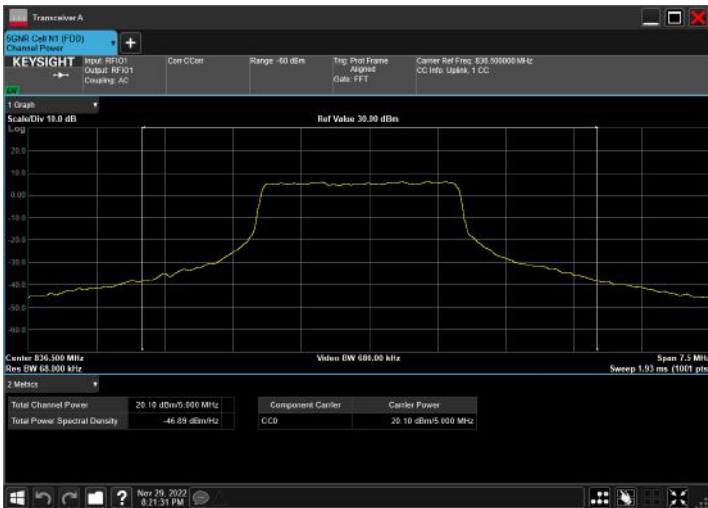 Transceiver A
5GNR Cell N1 (FDD)
Channel Power
KEYSIGHT
Input: RFIO1
Output: RFIO1
Coupling: AC
Corr CCorr
Range: -60 dBm
Trig: Prot Frame
Aligned
Gate: FFT
Carrier Ref Freq: 836.500000 MHz
CC Info: Uplink, 1 CC
1 Graph
Scale/Div 10.0 dB
Ref Value 30.00 dBm
Log
20.0
10.0
0.00
-10.0
-20.0
-30.0
-40.0
-50.0
-60.0
Center 836.500 MHz
Video BW 680.00 kHz
Span 7.5 MHz
Res BW 68.000 kHz
Sweep 1.93 ms (1001 pts
2 Metrics
Total Channel Power 20.10 dBm/5.000 MHz
Total Power Spectral Density -46.89 dBm/Hz
Component Carrier Carrier Power
CC0 20.10 dBm/5.000 MHz
Nov 29, 2022
8:21:31 PM